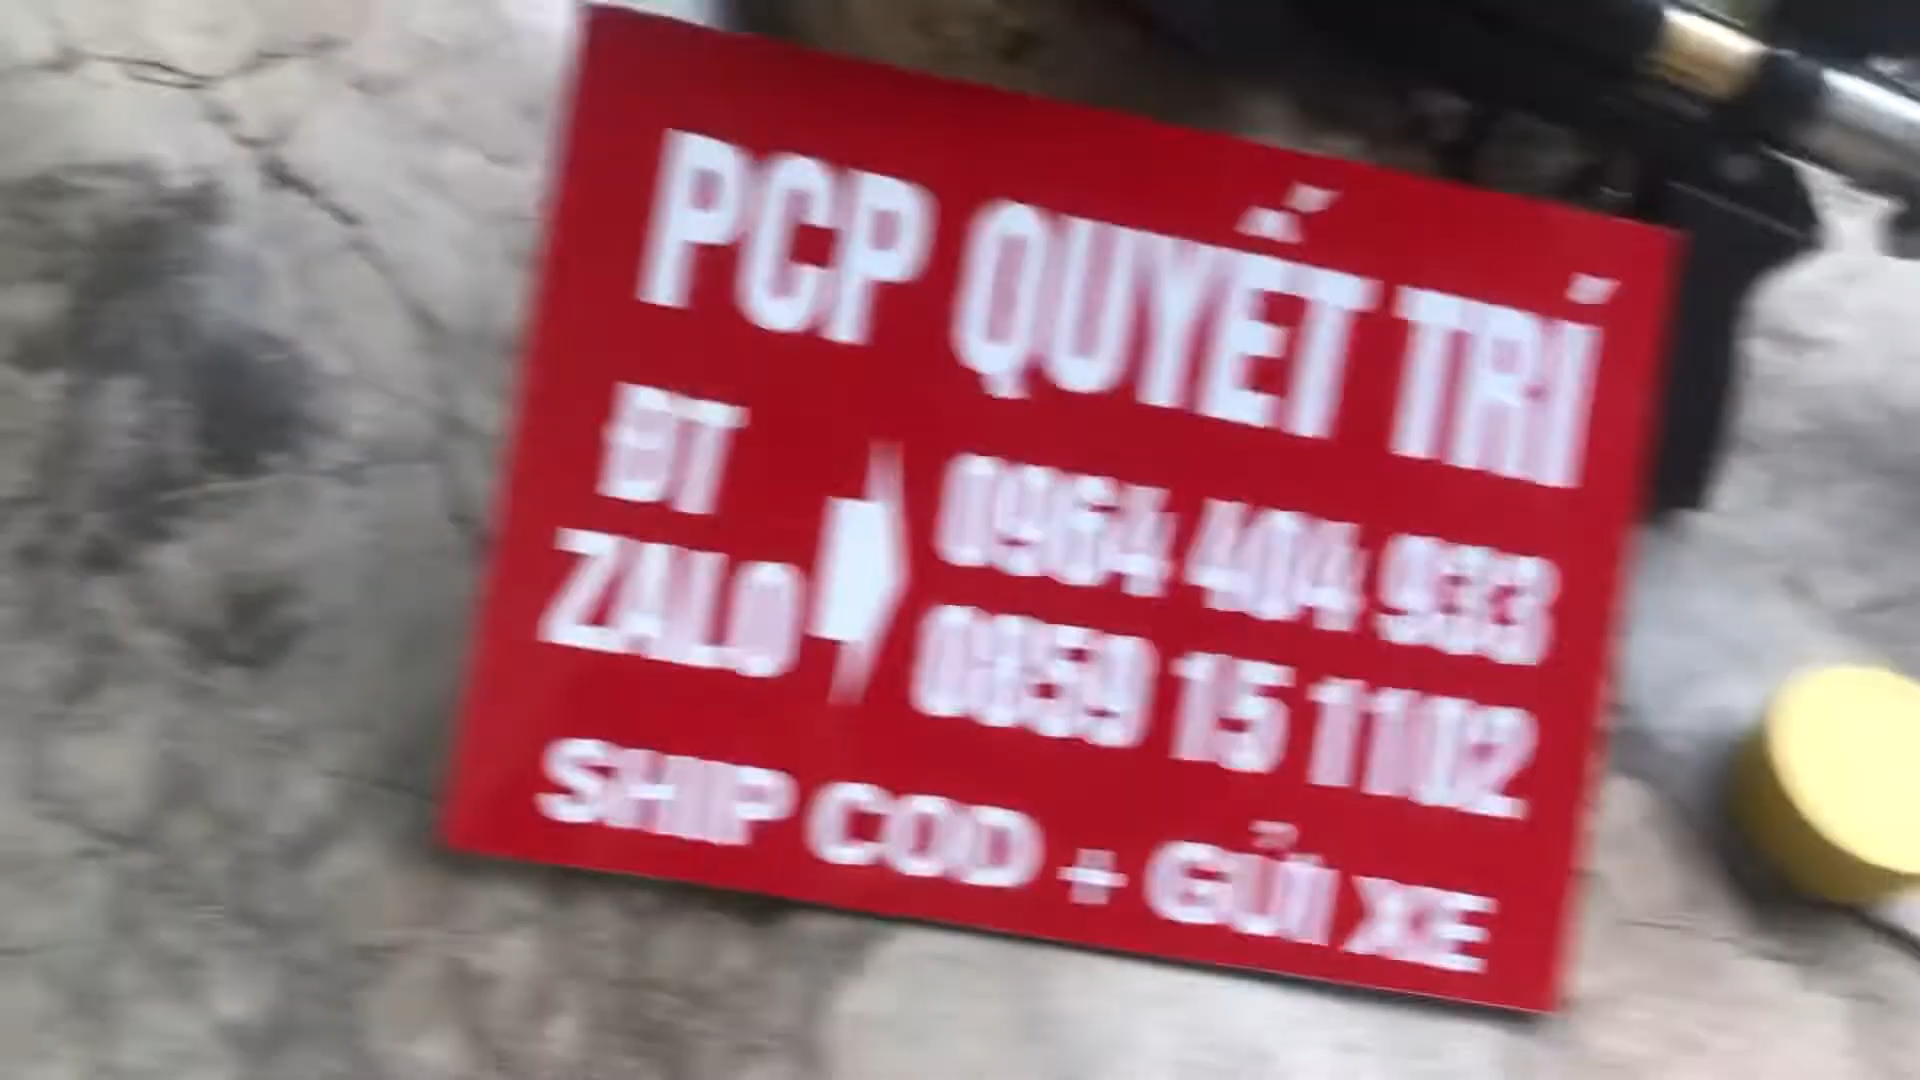 PCP QUYẾT TRÍ
ĐT
ZALO
0964 404 933
0859 15 1102
SHIP COD + GỬI XE